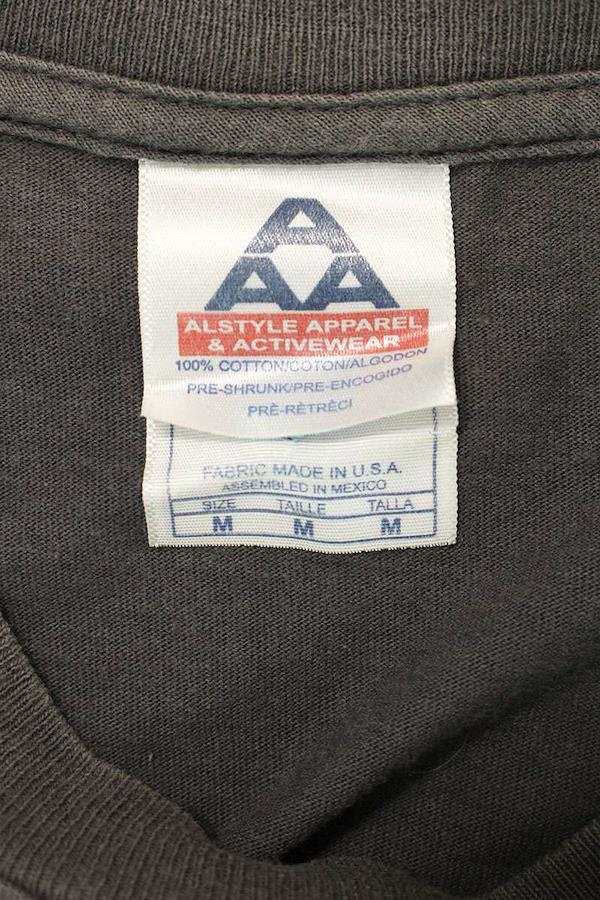 A
AA
ALSTYLE APPAREL
& ACTIVEWEAR
100% COTTON/COTON/ALGODON
PRE-SHRUNK/PRE-ENCOGIDO
PRÈ-RÈTRÈCI
FABRIC MADE IN U.S.A.
ASSEMBLED IN MEXICO
SIZE TAILLE TALLA
M M M